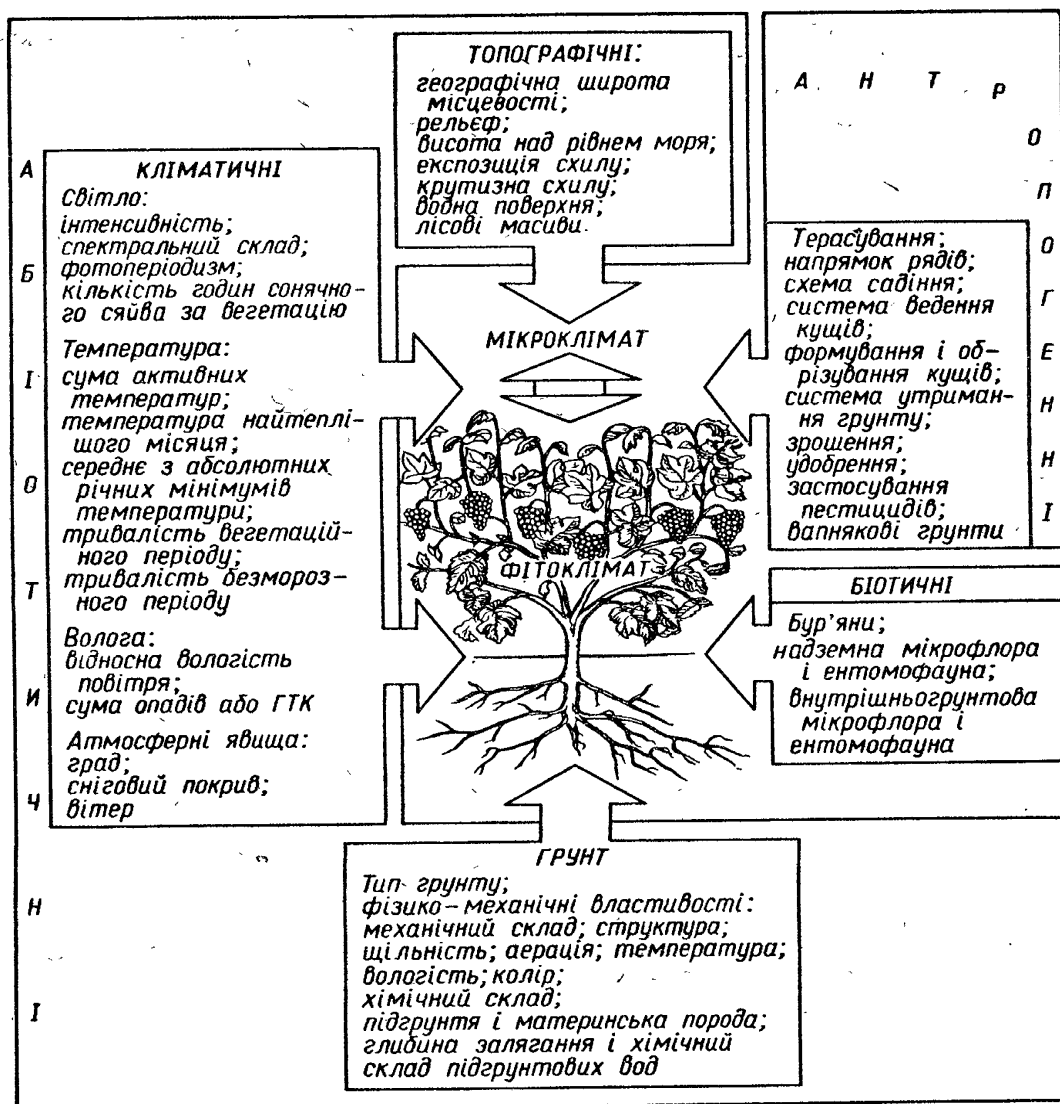 ТОПОГРАФІЧНІ:
географічна широта
місцевості;
рельєф;
висота над рівнем моря;
експозиція схилу;
крутизна схилу;
водна поверхня;
лісові масиви.
АБІОТИЧНІ
КЛІМАТИЧНІ
Світло:
інтенсивність;
спектральний склад;
фотоперіодизм;
кількість годин сонячно-
го сяйва за вегетацію
Температура:
сума активних
температур;
температура найтеплі-
шого місяця;
середнє з абсолютних
річних мінімумів
температури;
тривалість вегетацій-
ного періоду;
тривалість безмороз-
ного періоду
Волога:
відносна вологість
повітря;
сума опадів або ГТК
Атмосферні явища:
град;
сніговий покрив;
вітер
МІКРОКЛІМАТ
ФІТОКЛІМАТ
АНТРОПОГЕННІ
Терасування;
напрямок рядів;
схема садіння;
система ведення
кущів;
формування і об-
різування кущів;
система утриман-
ня грунту;
зрошення;
удобрення;
застосування
пестицидів;
вапнякові грунти
БІОТИЧНІ
Бур'яни;
надземна мікрофлора
і ентомофауна;
внутрішньогрунтова
мікрофлора і
ентомофауна
ГРУНТ
Тип грунту;
фізико-механічні властивості:
механічний склад; структура;
щільність; аерація; температура;
вологість; колір;
хімічний склад;
підгрунтя і материнська порода;
глибина залягання і хімічний
склад підгрунтових вод